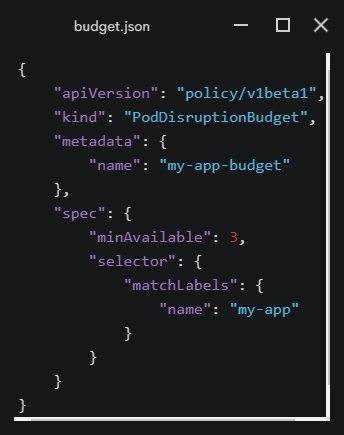 budget.json
{
    "apiVersion": "policy/v1beta1",
    "kind": "PodDisruptionBudget",
    "metadata": {
        "name": "my-app-budget"
    },
    "spec": {
        "minAvailable": 3,
        "selector": {
            "matchLabels": {
                "name": "my-app"
            }
        }
    }
}